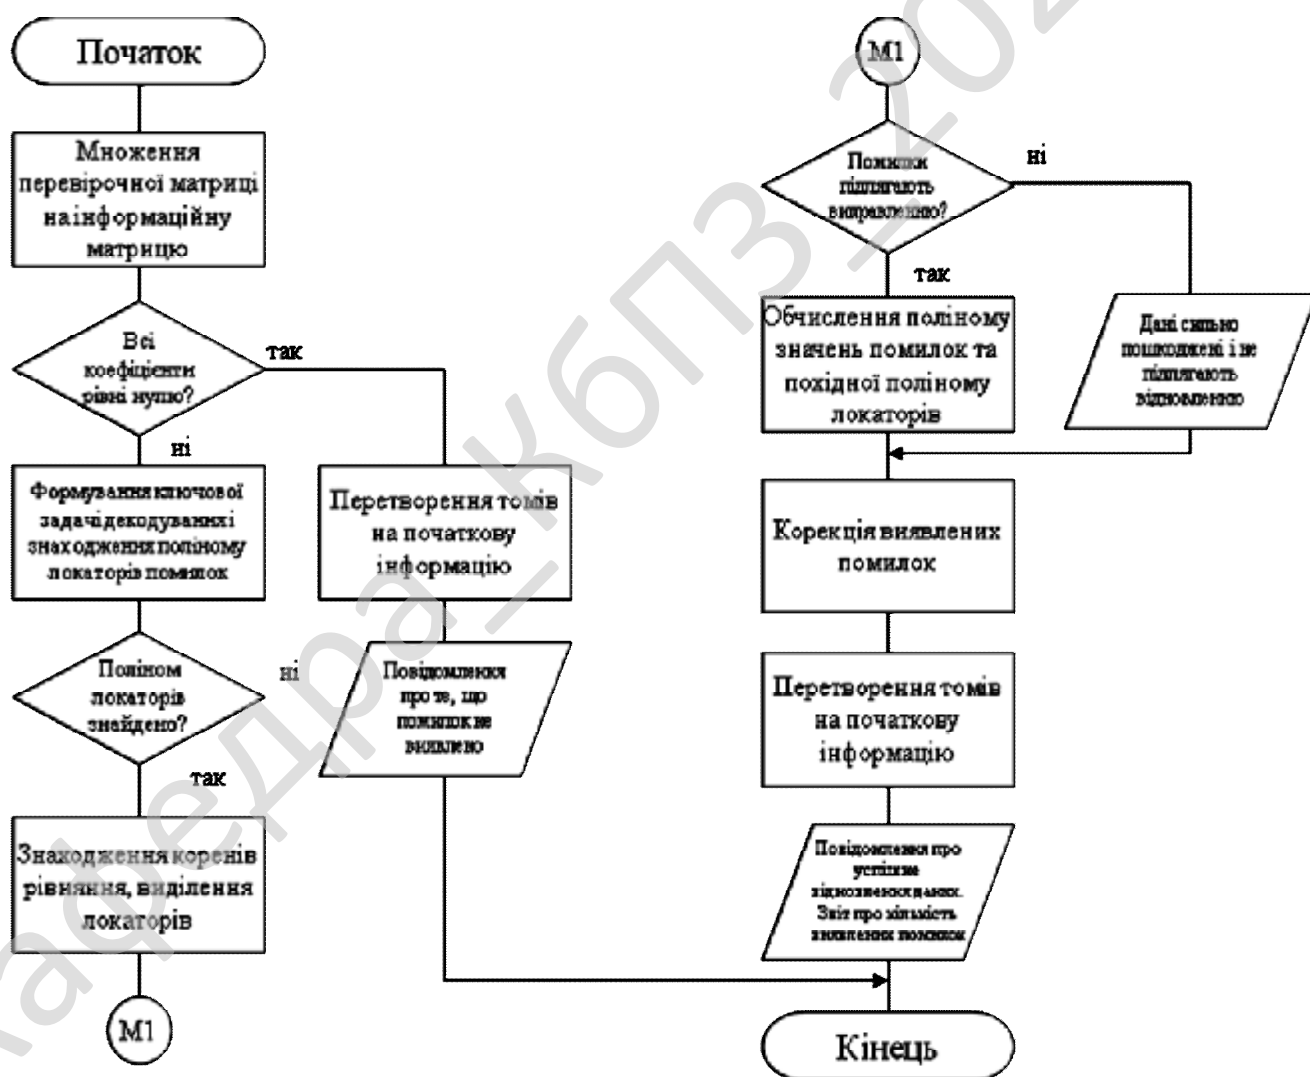 Початок
Множення
перевірочної матриці
на інформаційну
матрицю
Всі
коефіцієнти
рівні нулю?
так
ні
Формування ключової
задачі декодування і
знаходження поліному
локаторів помилок
Перетворення томів
на початкову
інформацію
Поліном
локаторів
знайдено?
ні
так
Повідомлення
про те, що
помилок не
виявлено
Знаходження коренів
рівняння, виділення
локаторів
М1
М1
Помилки
підлягають
виправленню?
ні
так
Обчислення поліному
значень помилок та
похідної поліному
локаторів
Дані сильно
пошкоджені і не
підлягають
відновленню
Корекція виявлених
помилок
Перетворення томів
на початкову
інформацію
Повідомлення про
успішне
відновлення даних.
Звіт про кількість
виявлених помилок
Кінець